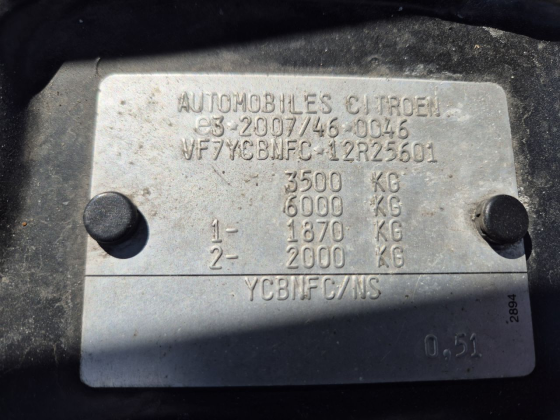 AUTOMOBILES CITROEN
e3-2007/46-0046
VF7YCBNFC-12R25601
3500 KG
6000 KG
1- 1870 KG
2- 2000 KG
YCBNFC/NS
2894
0.51